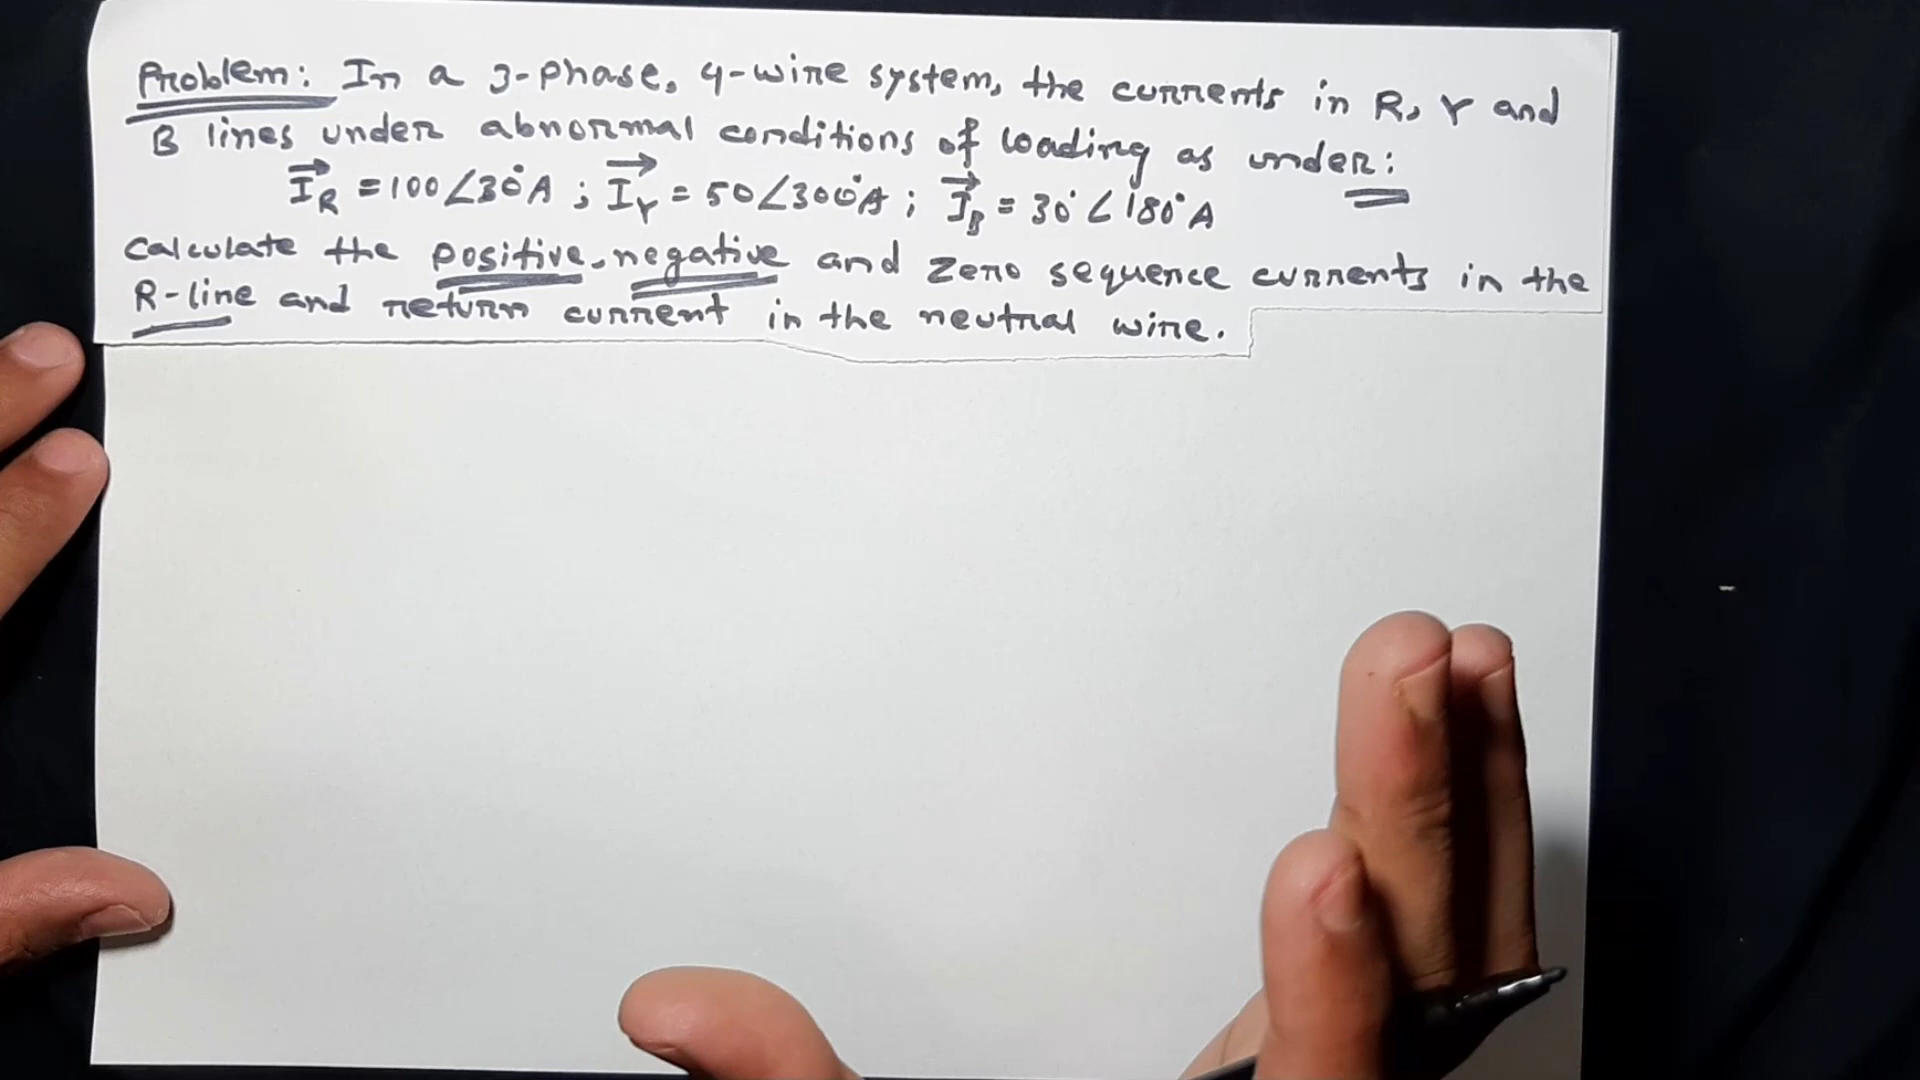 Problem: In a 3-phase, 4-wire system, the currents in R, Y and
B lines under abnormal conditions of loading as under:
I⃗R = 100∠30°A ; I⃗Y = 50∠300°A ; I⃗B = 30°∠180°A
Calculate the positive, negative and zero sequence currents in the
R-line and return current in the neutral wire.